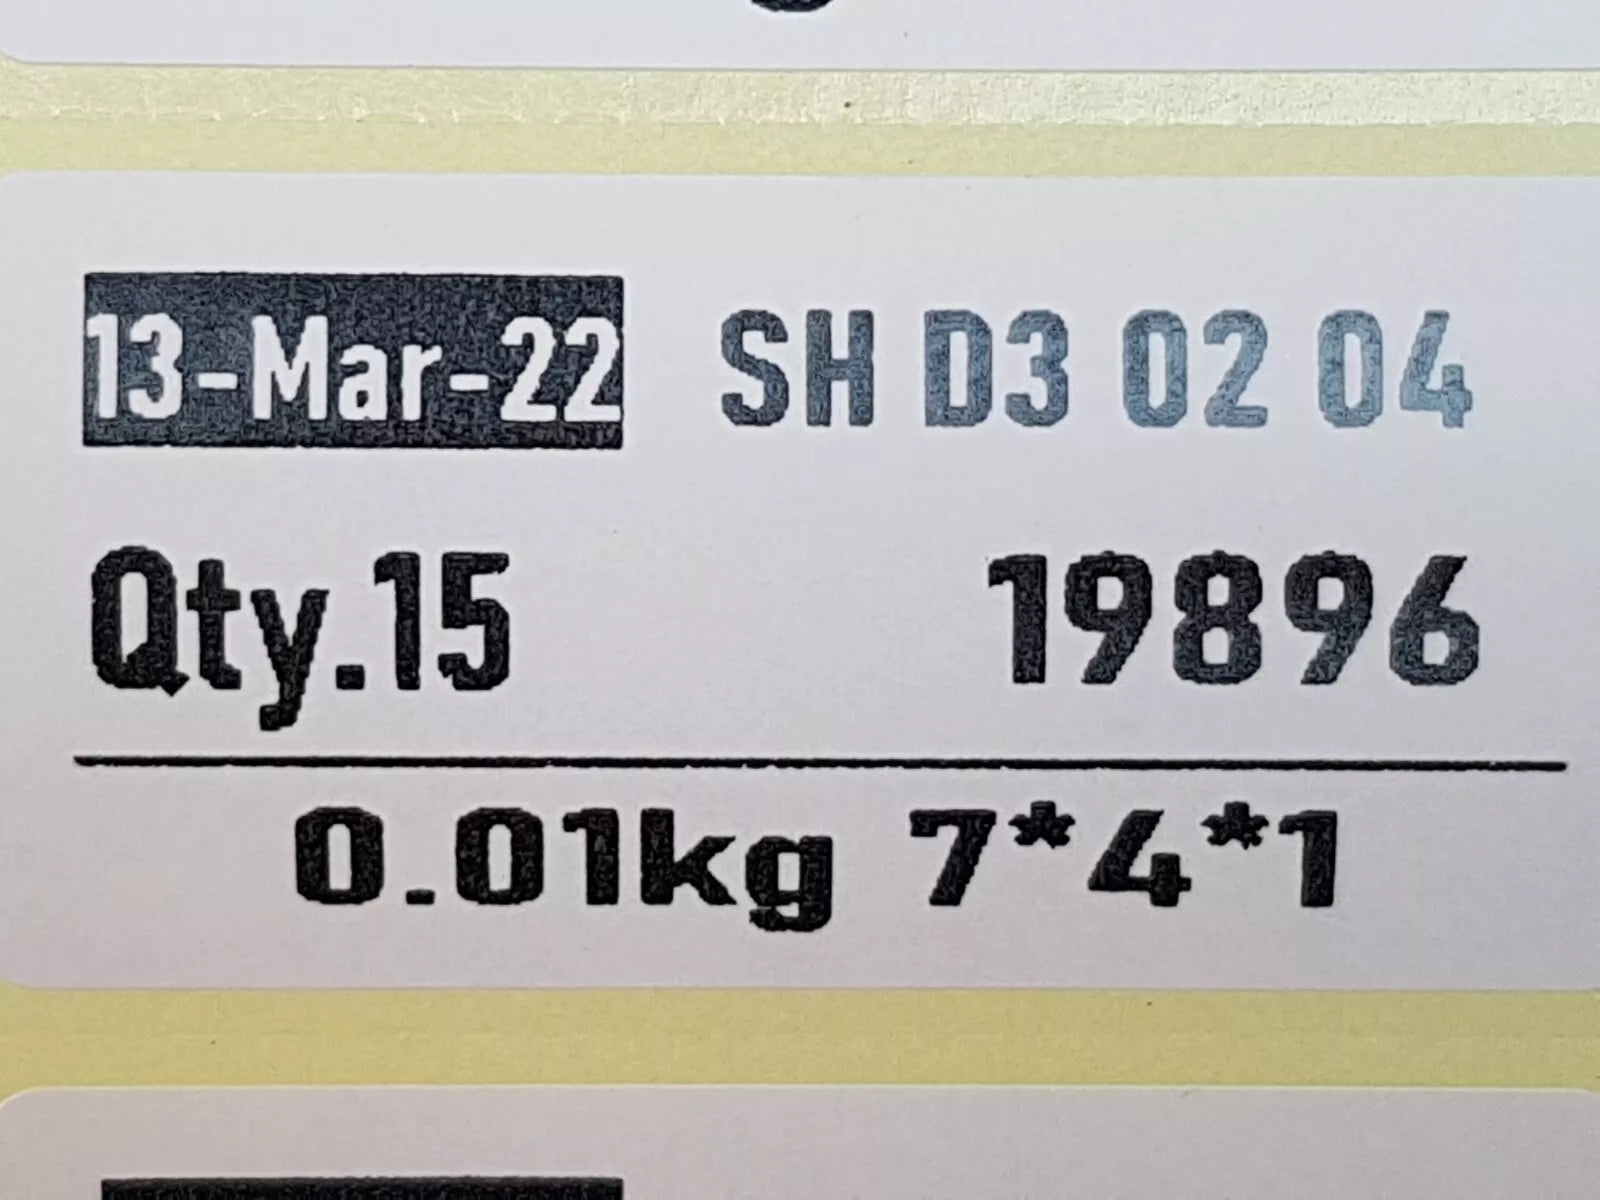 13-Mar-22 SH D3 02 04
Qty.15 19896
0.01kg 7*4*1